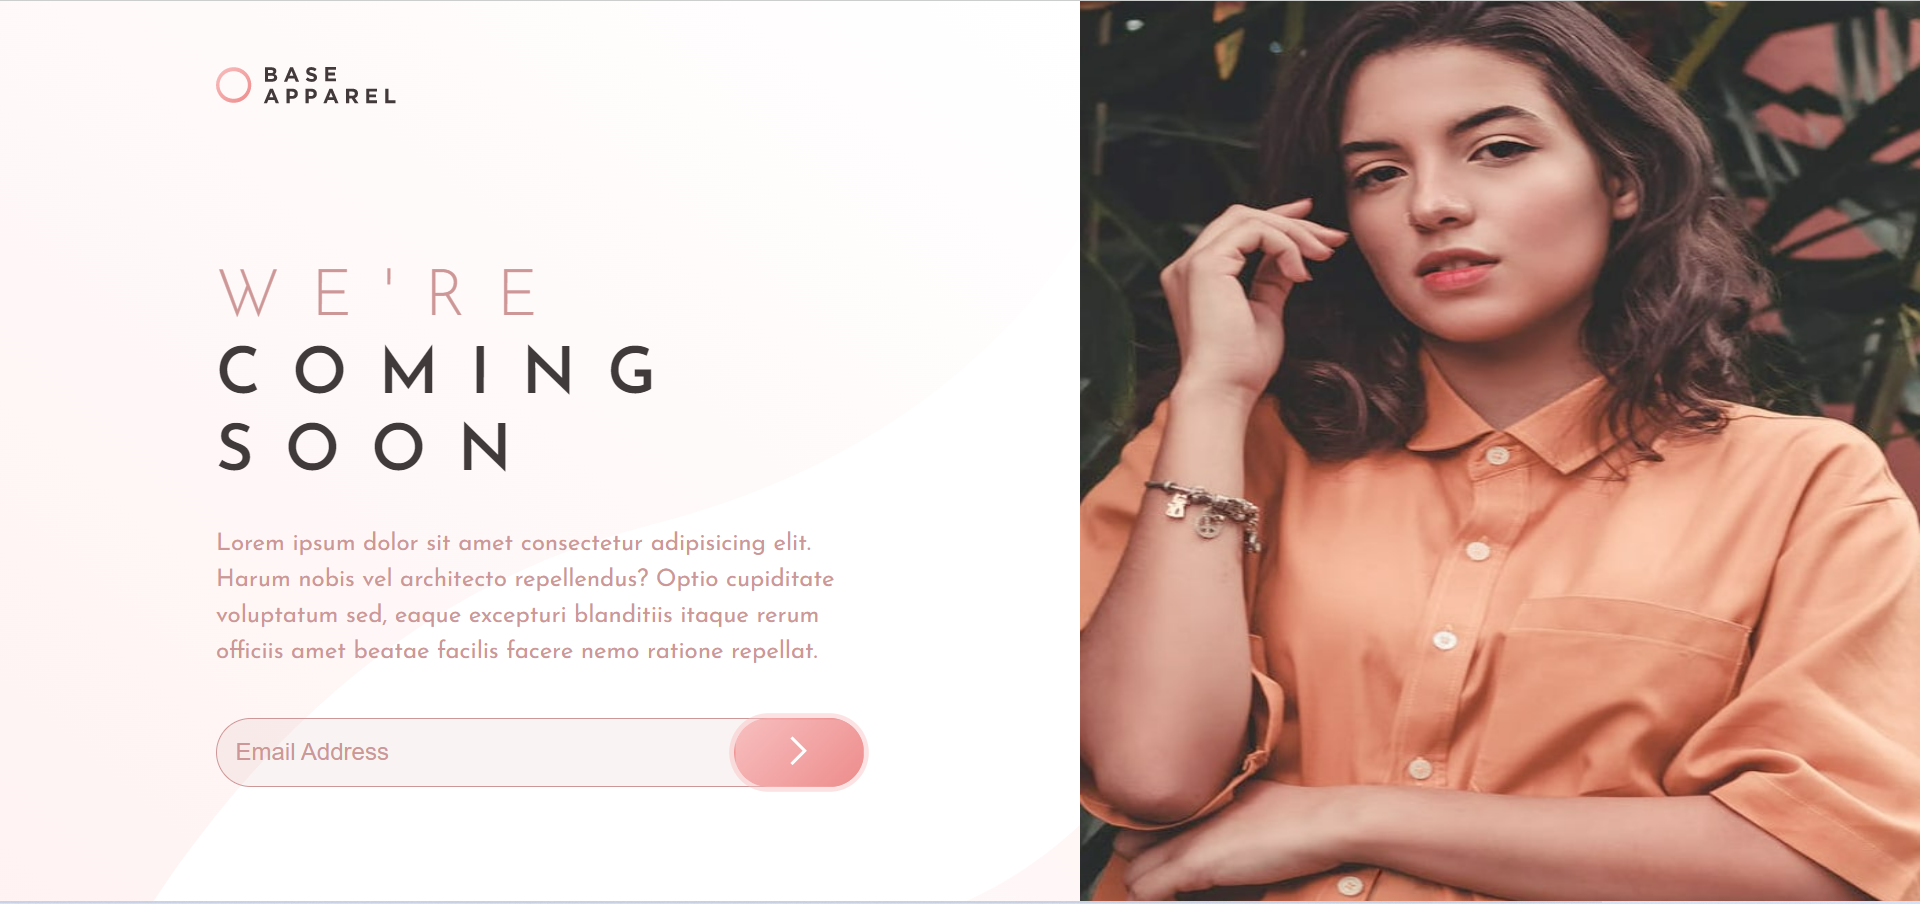 BASE
APPAREL
WE'RE
COMING
SOON
Lorem ipsum dolor sit amet consectetur adipisicing elit.
Harum nobis vel architecto repellendus? Optio cupiditate
voluptatum sed, eaque excepturi blanditiis itaque rerum
officiis amet beatae facilis facere nemo ratione repellat.
Email Address